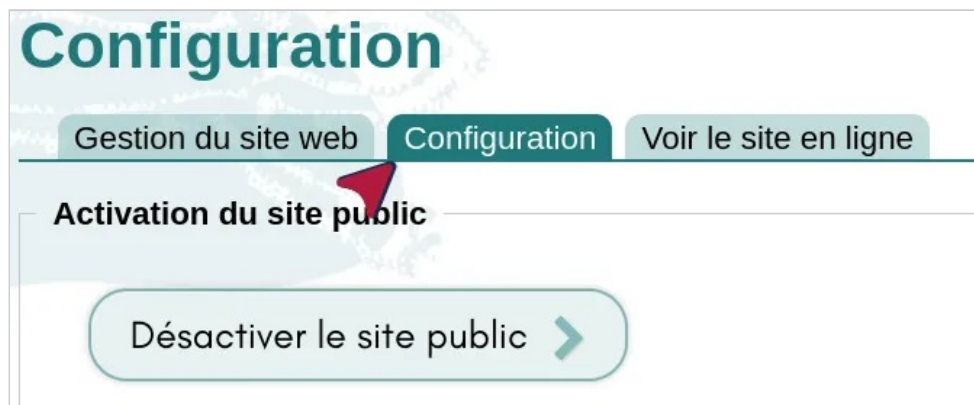 Configuration
Gestion du site web Configuration Voir le site en ligne
Activation du site public
Désactiver le site public